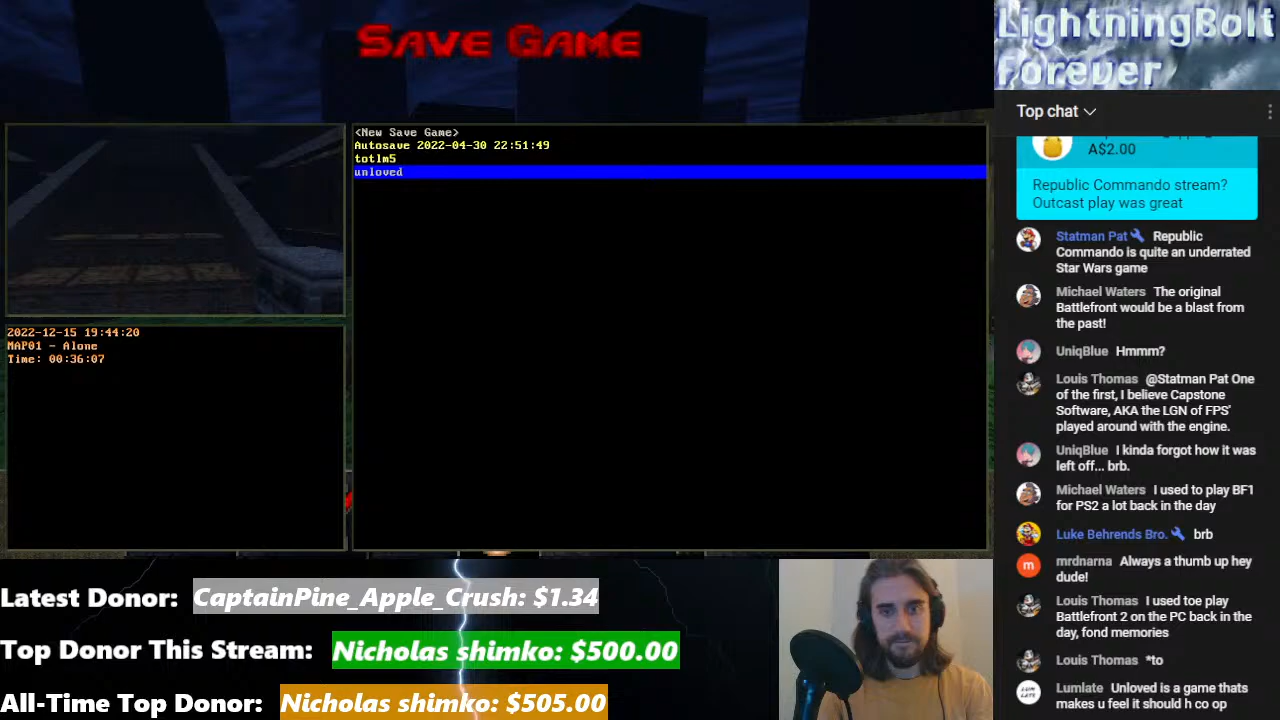 Save Game
<New Save Game>
Autosave 2022-04-30 22:51:49
totlm5
unloved
2022-12-15 19:44:20
MAP01 - Alone
Time: 00:36:07
Latest Donor: CaptainPine_Apple_Crush: $1.34
Top Donor This Stream: Nicholas shimko: $500.00
All-Time Top Donor: Nicholas shimko: $505.00
LightningBolt
Forever
Top chat
A$2.00
Republic Commando stream?
Outcast play was great
Statman Pat Republic
Commando is quite an underrated
Star Wars game
Michael Waters The original
Battlefront would be a blast from
the past!
UniqBlue Hmmm?
Louis Thomas @Statman Pat One
of the first, I believe Capstone
Software, AKA the LGN of FPS'
played around with the engine.
UniqBlue I kinda forgot how it was
left off... brb.
Michael Waters I used to play BF1
for PS2 a lot back in the day
Luke Behrends Bro. brb
mrdnarna Always a thumb up hey
dude!
Louis Thomas I used toe play
Battlefront 2 on the PC back in the
day, fond memories
Louis Thomas *to
Lumlate Unloved is a game thats
makes u feel it should h co op